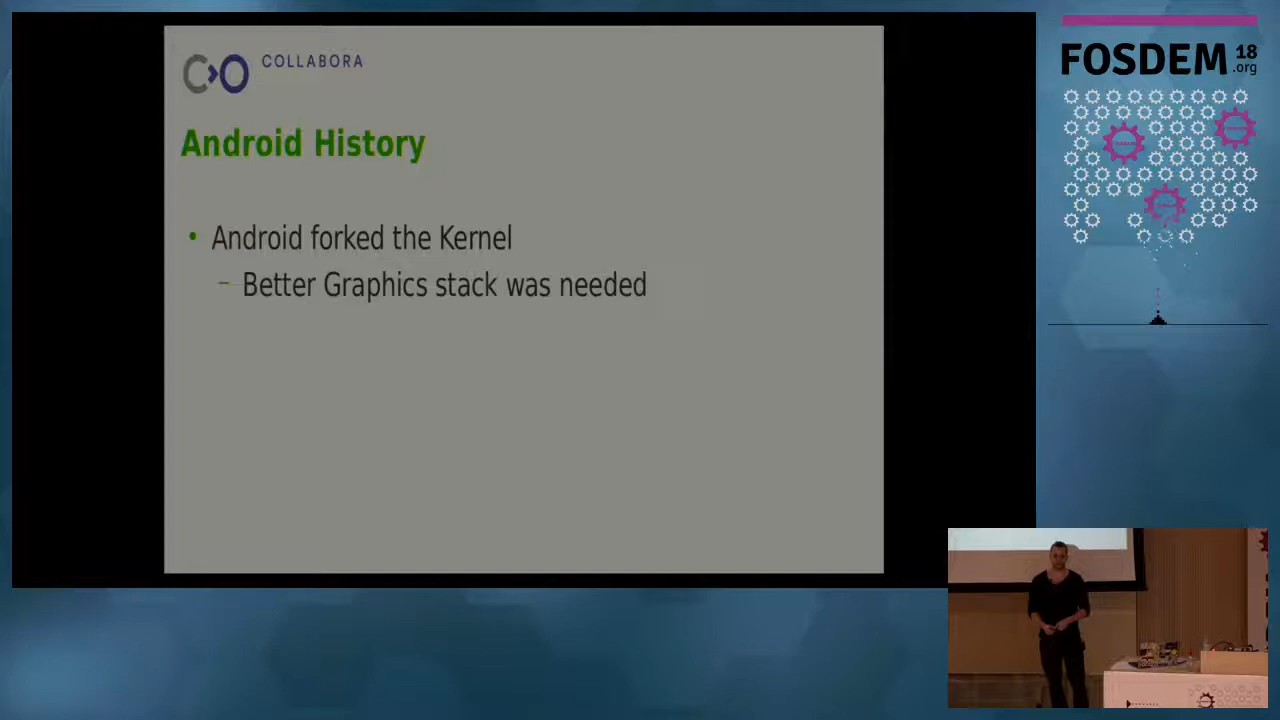 COLLABORA
Android History
• Android forked the Kernel
– Better Graphics stack was needed
FOSDEM 18
.org